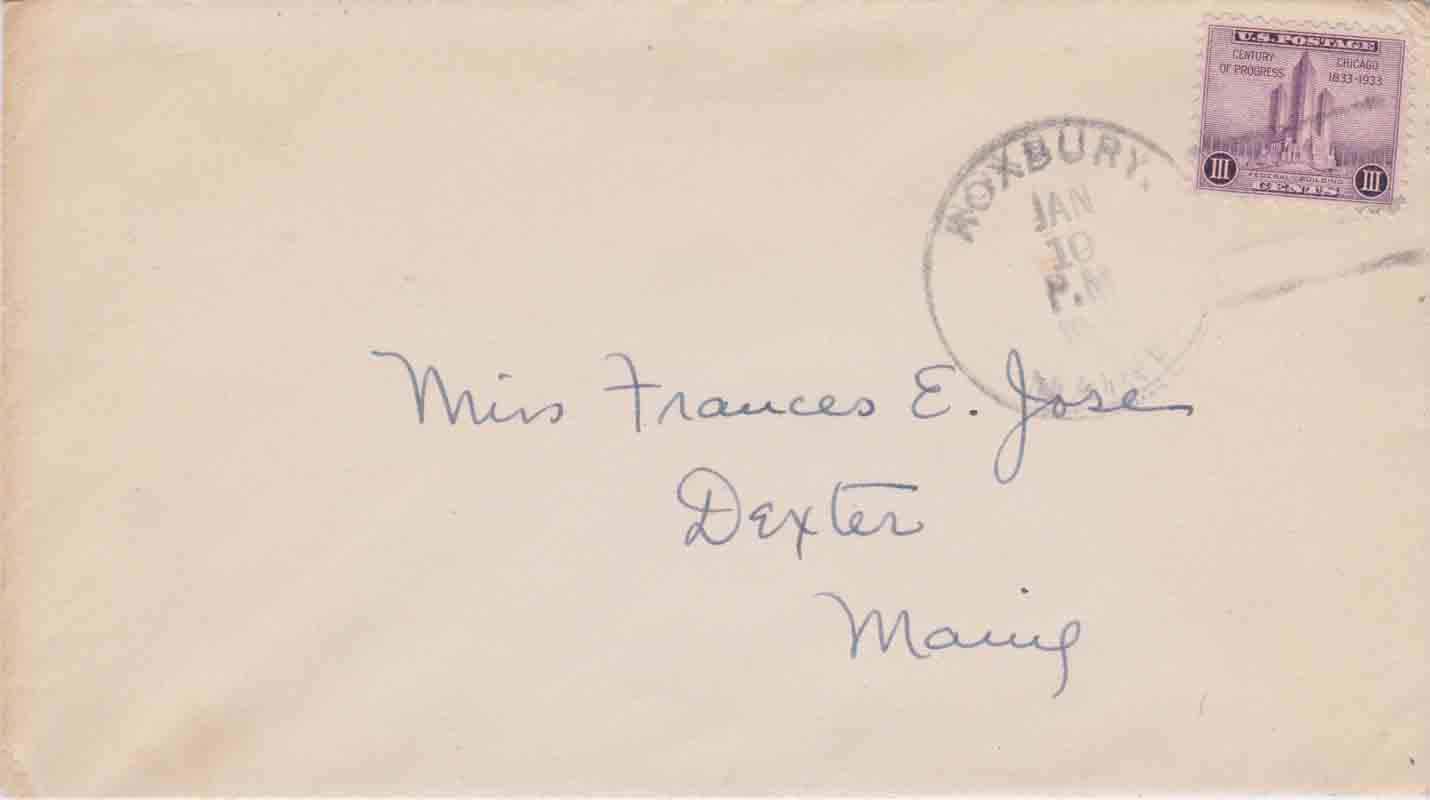 U.S. POSTAGE
CENTURY OF PROGRESS
CHICAGO 1833-1933
FEDERAL BUILDING
III CENTS III
ROXBURY,
JAN
10
P.M
MAINE
Miss Frances E. Jose
Dexter
Maine